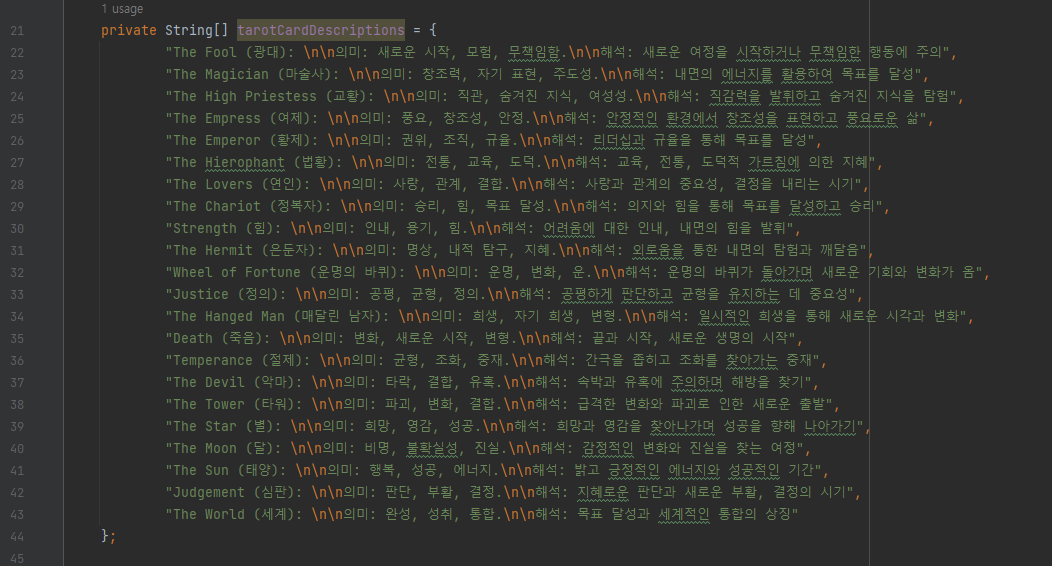 1 usage
21 private String[] tarotCardDescriptions = {
22 "The Fool (광대): \n\n의미: 새로운 시작, 모험, 무책임함.\n\n해석: 새로운 여정을 시작하거나 무책임한 행동에 주의",
23 "The Magician (마술사): \n\n의미: 창조력, 자기 표현, 주도성.\n\n해석: 내면의 에너지를 활용하여 목표를 달성",
24 "The High Priestess (교황): \n\n의미: 직관, 숨겨진 지식, 여성성.\n\n해석: 직감력을 발휘하고 숨겨진 지식을 탐험",
25 "The Empress (여제): \n\n의미: 풍요, 창조성, 안정.\n\n해석: 안정적인 환경에서 창조성을 표현하고 풍요로운 삶",
26 "The Emperor (황제): \n\n의미: 권위, 조직, 규율.\n\n해석: 리더십과 규율을 통해 목표를 달성",
27 "The Hierophant (법황): \n\n의미: 전통, 교육, 도덕.\n\n해석: 교육, 전통, 도덕적 가르침에 의한 지혜",
28 "The Lovers (연인): \n\n의미: 사랑, 관계, 결합.\n\n해석: 사랑과 관계의 중요성, 결정을 내리는 시기",
29 "The Chariot (정복자): \n\n의미: 승리, 힘, 목표 달성.\n\n해석: 의지와 힘을 통해 목표를 달성하고 승리",
30 "Strength (힘): \n\n의미: 인내, 용기, 힘.\n\n해석: 어려움에 대한 인내, 내면의 힘을 발휘",
31 "The Hermit (은둔자): \n\n의미: 명상, 내적 탐구, 지혜.\n\n해석: 외로움을 통한 내면의 탐험과 깨달음",
32 "Wheel of Fortune (운명의 바퀴): \n\n의미: 운명, 변화, 운.\n\n해석: 운명의 바퀴가 돌아가며 새로운 기회와 변화가 옴",
33 "Justice (정의): \n\n의미: 공평, 균형, 정의.\n\n해석: 공평하게 판단하고 균형을 유지하는 데 중요성",
34 "The Hanged Man (매달린 남자): \n\n의미: 희생, 자기 희생, 변형.\n\n해석: 일시적인 희생을 통해 새로운 시각과 변화",
35 "Death (죽음): \n\n의미: 변화, 새로운 시작, 변형.\n\n해석: 끝과 시작, 새로운 생명의 시작",
36 "Temperance (절제): \n\n의미: 균형, 조화, 중재.\n\n해석: 간극을 좁히고 조화를 찾아가는 중재",
37 "The Devil (악마): \n\n의미: 타락, 결합, 유혹.\n\n해석: 속박과 유혹에 주의하며 해방을 찾기",
38 "The Tower (타워): \n\n의미: 파괴, 변화, 결합.\n\n해석: 급격한 변화와 파괴로 인한 새로운 출발",
39 "The Star (별): \n\n의미: 희망, 영감, 성공.\n\n해석: 희망과 영감을 찾아나가며 성공을 향해 나아가기",
40 "The Moon (달): \n\n의미: 비명, 불확실성, 진실.\n\n해석: 감정적인 변화와 진실을 찾는 여정",
41 "The Sun (태양): \n\n의미: 행복, 성공, 에너지.\n\n해석: 밝고 긍정적인 에너지와 성공적인 기간",
42 "Judgement (심판): \n\n의미: 판단, 부활, 결정.\n\n해석: 지혜로운 판단과 새로운 부활, 결정의 시기",
43 "The World (세계): \n\n의미: 완성, 성취, 통합.\n\n해석: 목표 달성과 세계적인 통합의 상징"
44 };
45